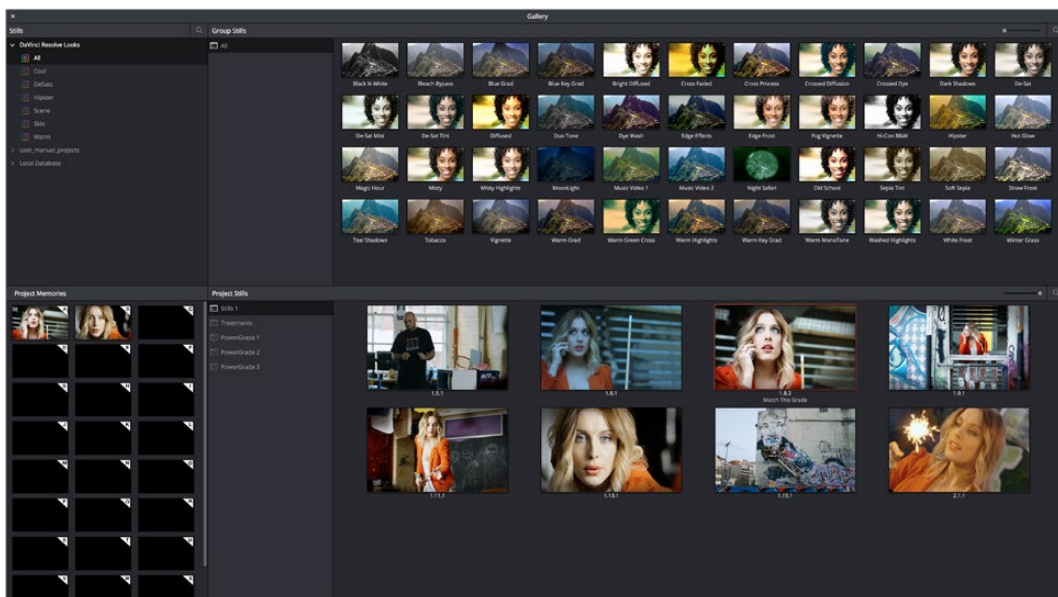 Gallery
Stills
Group Stills
DaVinci Resolve Looks
All
Cool
DeSats
Hipster
Scene
Skin
Warm
user_manual_projects
Local Database
All
Black N White Bleach Bypass Blue Grad Blue Key Grad Bright Diffused Cross Faded Cross Process Crossed Diffusion Crossed Dye Dark Shadows De-Sat
De-Sat Mist De-Sat Tint Diffused Duo Tone Dye Wash Edge Effects Edge Frost Fog Vignette Hi-Con B&W Hipster Hot Glow
Magic Hour Misty Misty Highlights MoonLight Music Video 1 Music Video 2 Night Safari Old School Sepia Tint Soft Sepia Straw Frost
Teal Shadows Tobacco Vignette Warm Grad Warm Green Cross Warm Highlights Warm Key Grad Warm MonoTone Washed Highlights White Frost Winter Grass
Project Memories
Project Stills
Stills 1
Treatments
PowerGrade 1
PowerGrade 2
PowerGrade 3
1.5.1 1.8.1 1.8.2 1.9.1
Match This Grade
1.11.1 1.13.1 1.15.1 2.1.1